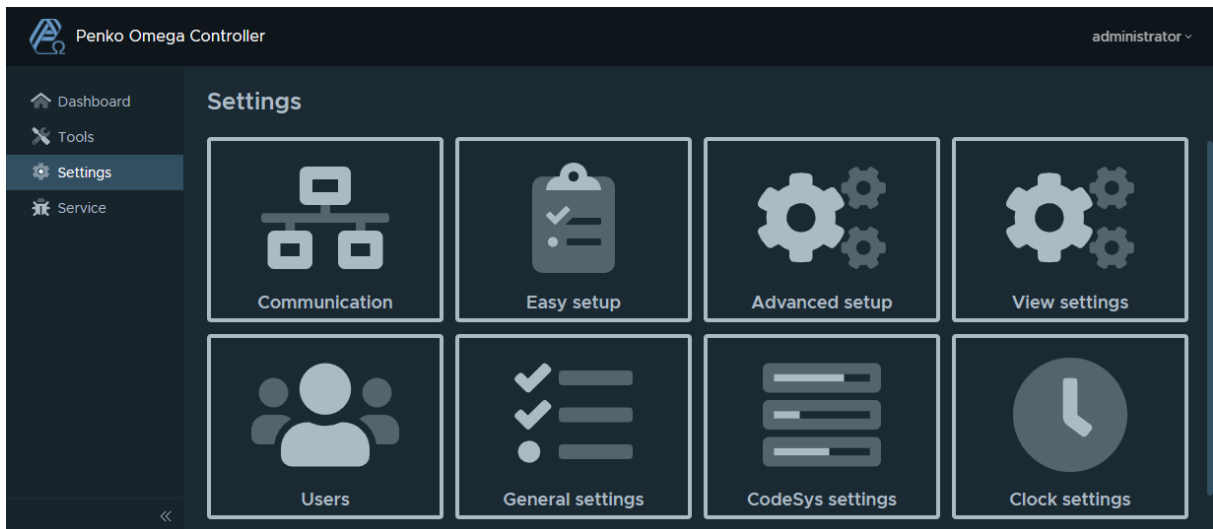 Penko Omega Controller
administrator
Dashboard
Tools
Settings
Service
Settings
Communication
Easy setup
Advanced setup
View settings
Users
General settings
CodeSys settings
Clock settings